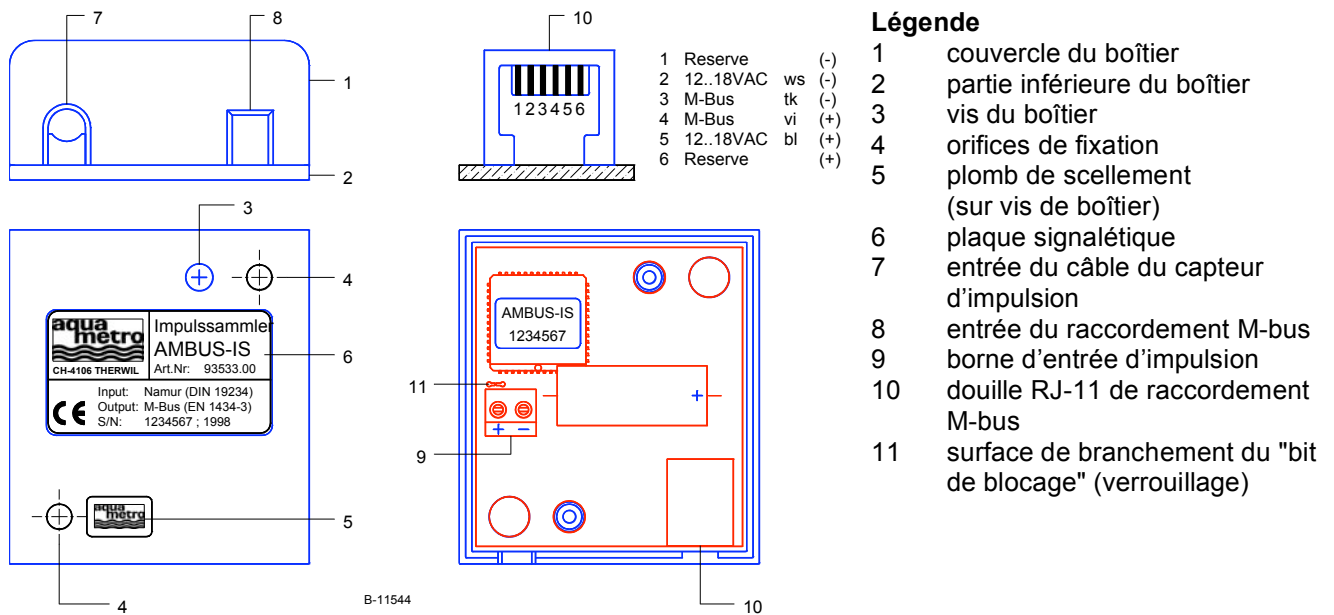 7
8
1
2
10
1 2 3 4 5 6
1 Reserve (-)
2 12..18VAC ws (-)
3 M-Bus tk (-)
4 M-Bus vi (+)
5 12..18VAC bl (+)
6 Reserve (+)
3
4
aqua
metro
CH-4106 THERWIL
Impulssammler
AMBUS-IS
Art.Nr: 93533.00
6
CE
Input: Namur (DIN 19234)
Output: M-Bus (EN 1434-3)
S/N: 1234567 ; 1998
aqua
metro
5
4
B-11544
AMBUS-IS
1234567
11
+
+ −
9
10
Légende
1 couvercle du boîtier
2 partie inférieure du boîtier
3 vis du boîtier
4 orifices de fixation
5 plomb de scellement
(sur vis de boîtier)
6 plaque signalétique
7 entrée du câble du capteur
d’impulsion
8 entrée du raccordement M-bus
9 borne d’entrée d’impulsion
10 douille RJ-11 de raccordement
M-bus
11 surface de branchement du "bit
de blocage" (verrouillage)